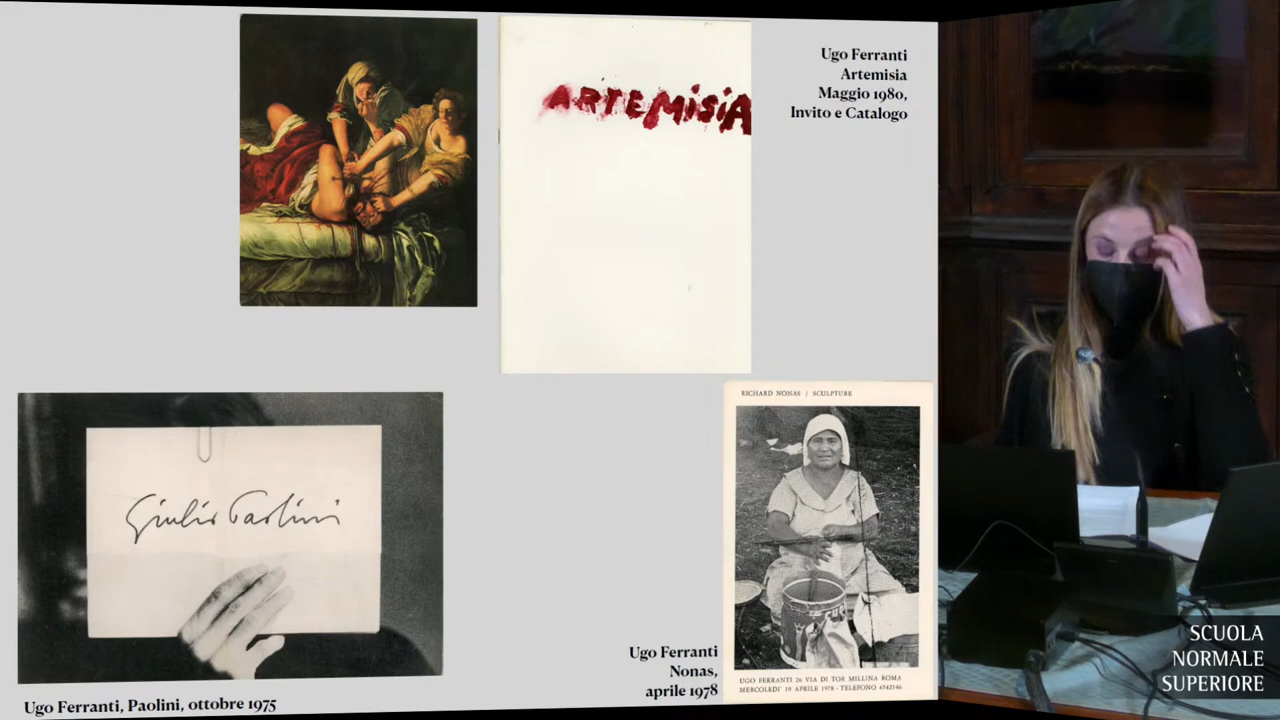 Ugo Ferranti
Artemisia
Maggio 1980,
Invito e Catalogo
ARTEMISIA
RICHARD NONAS / SCULPTURE
Giulio Paolini
Ugo Ferranti
Nonas,
aprile 1978
UGO FERRANTI 26 VIA DI TOR MILLINA ROMA
MERCOLEDI' 19 APRILE 1978 - TELEFONO 6542146
Ugo Ferranti, Paolini, ottobre 1975
SCUOLA
NORMALE
SUPERIORE